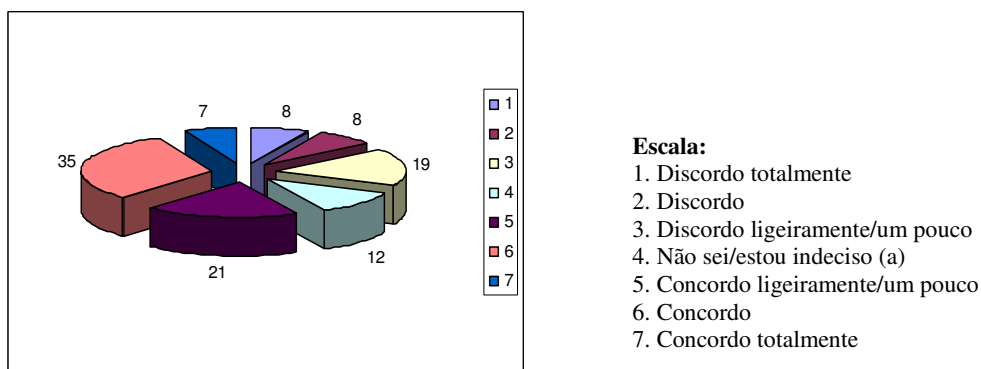 7
8
8
35
19
21
12
1
2
3
4
5
6
7
Escala:
1. Discordo totalmente
2. Discordo
3. Discordo ligeiramente/um pouco
4. Não sei/estou indeciso (a)
5. Concordo ligeiramente/um pouco
6. Concordo
7. Concordo totalmente